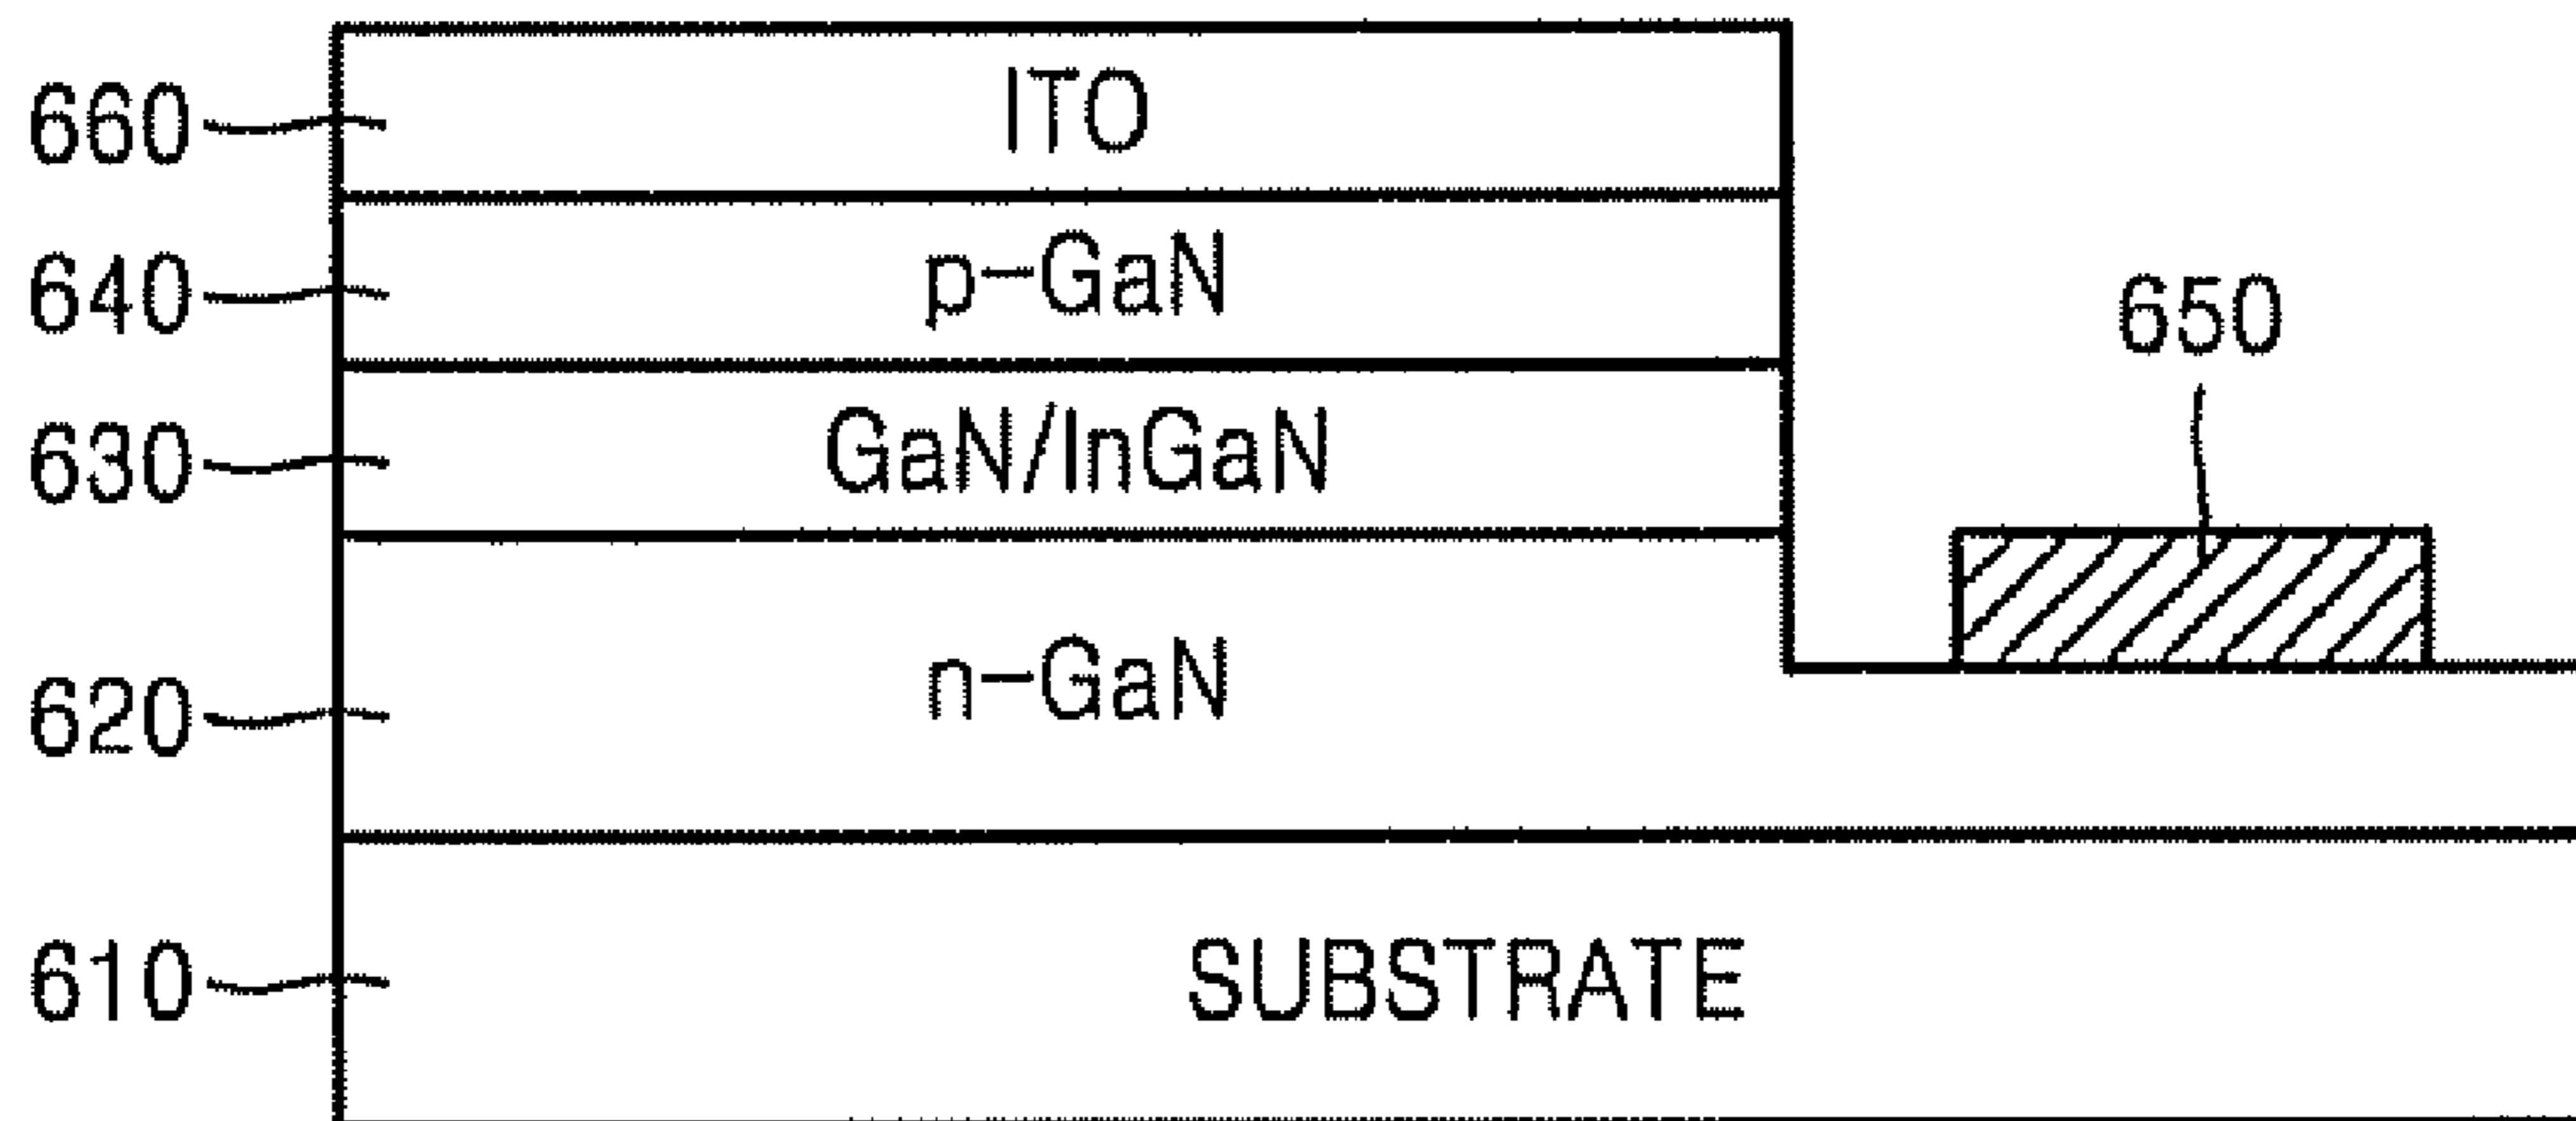 660 ITO
640 p-GaN
650
630 GaN/InGaN
620 n-GaN
610 SUBSTRATE